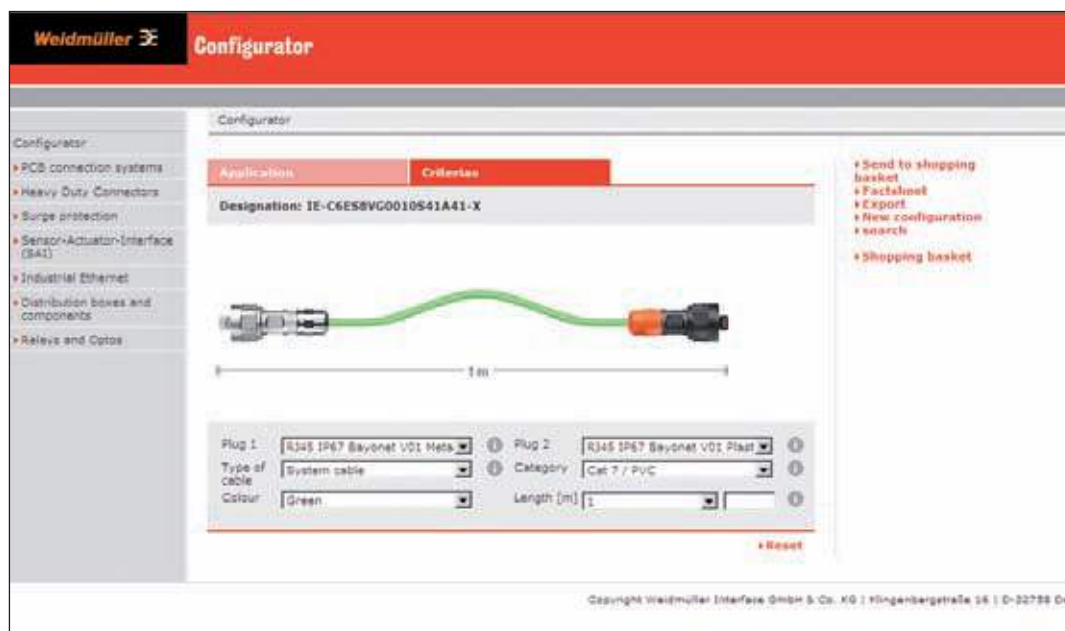 Weidmüller
Configurator
Configurator
Configurator
PCB connection systems
Heavy Duty Connectors
Surge protection
Sensor-Actuator-Interface
(SAI)
Industrial Ethernet
Distribution boxes and
components
Relays and Optos
Application
Criterias
Designation: IE-C6ES8VG0010S41A41-X
1 m
Plug 1
RJ45 IP67 Bayonet V01 Meta
Plug 2
RJ45 IP67 Bayonet V01 Plast
Type of
cable
System cable
Category
Cat 7 / PVC
Colour
Green
Length [m]
1
Reset
Send to shopping
basket
Factsheet
Export
New configuration
search
Shopping basket
Copyright Weidmüller Interface GmbH & Co. KG | Klingenbergstraße 16 | D-32758 D